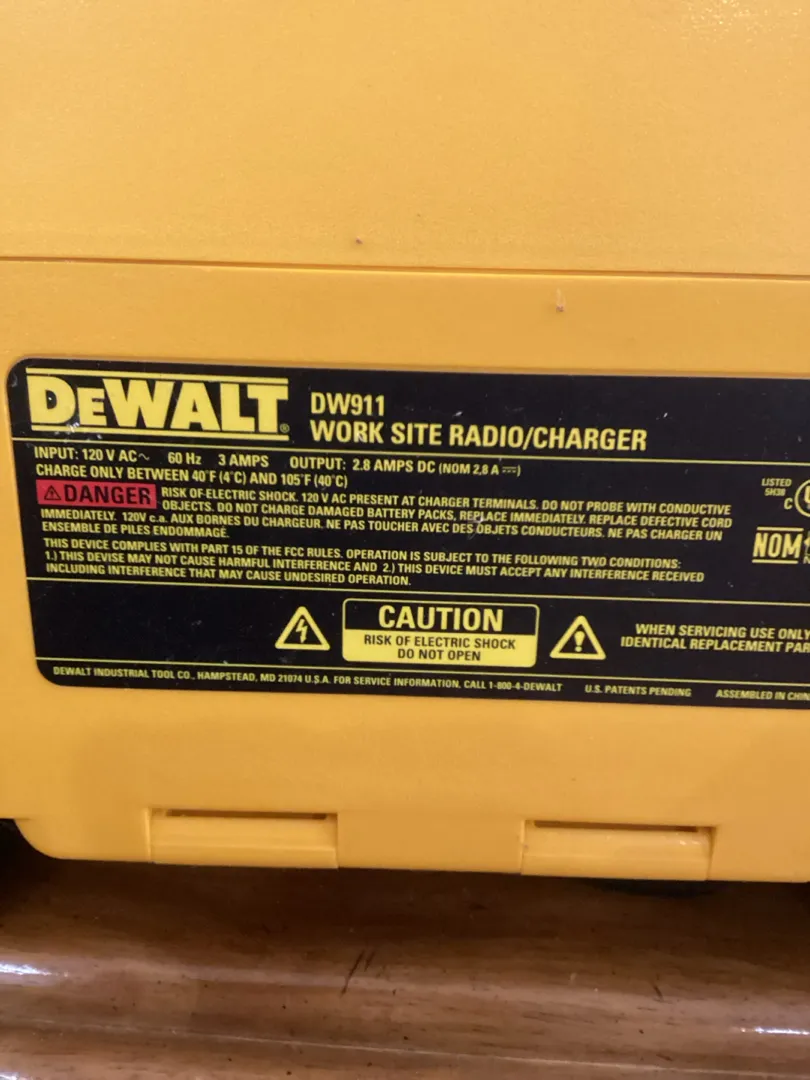 DEWALT®
DW911
WORK SITE RADIO/CHARGER
INPUT: 120 V AC~ 60 Hz 3 AMPS OUTPUT: 2.8 AMPS DC (NOM 2,8 A ⎓)
CHARGE ONLY BETWEEN 40°F (4°C) AND 105°F (40°C)
⚠DANGER RISK OF ELECTRIC SHOCK. 120 V AC PRESENT AT CHARGER TERMINALS. DO NOT PROBE WITH CONDUCTIVE
OBJECTS. DO NOT CHARGE DAMAGED BATTERY PACKS, REPLACE IMMEDIATELY. REPLACE DEFECTIVE CORD
IMMEDIATELY. 120V c.a. AUX BORNES DU CHARGEUR. NE PAS TOUCHER AVEC DES OBJETS CONDUCTEURS. NE PAS CHARGER UN
ENSEMBLE DE PILES ENDOMMAGÉ.
THIS DEVICE COMPLIES WITH PART 15 OF THE FCC RULES. OPERATION IS SUBJECT TO THE FOLLOWING TWO CONDITIONS:
1.) THIS DEVISE MAY NOT CAUSE HARMFUL INTERFERENCE AND 2.) THIS DEVICE MUST ACCEPT ANY INTERFERENCE RECEIVED
INCLUDING INTERFERENCE THAT MAY CAUSE UNDESIRED OPERATION.
LISTED
5H38
C
NOM
CAUTION
RISK OF ELECTRIC SHOCK
DO NOT OPEN
WHEN SERVICING USE ONLY
IDENTICAL REPLACEMENT PAR
DEWALT INDUSTRIAL TOOL CO., HAMPSTEAD, MD 21074 U.S.A. FOR SERVICE INFORMATION, CALL 1-800-4-DEWALT U.S. PATENTS PENDING ASSEMBLED IN CHIN